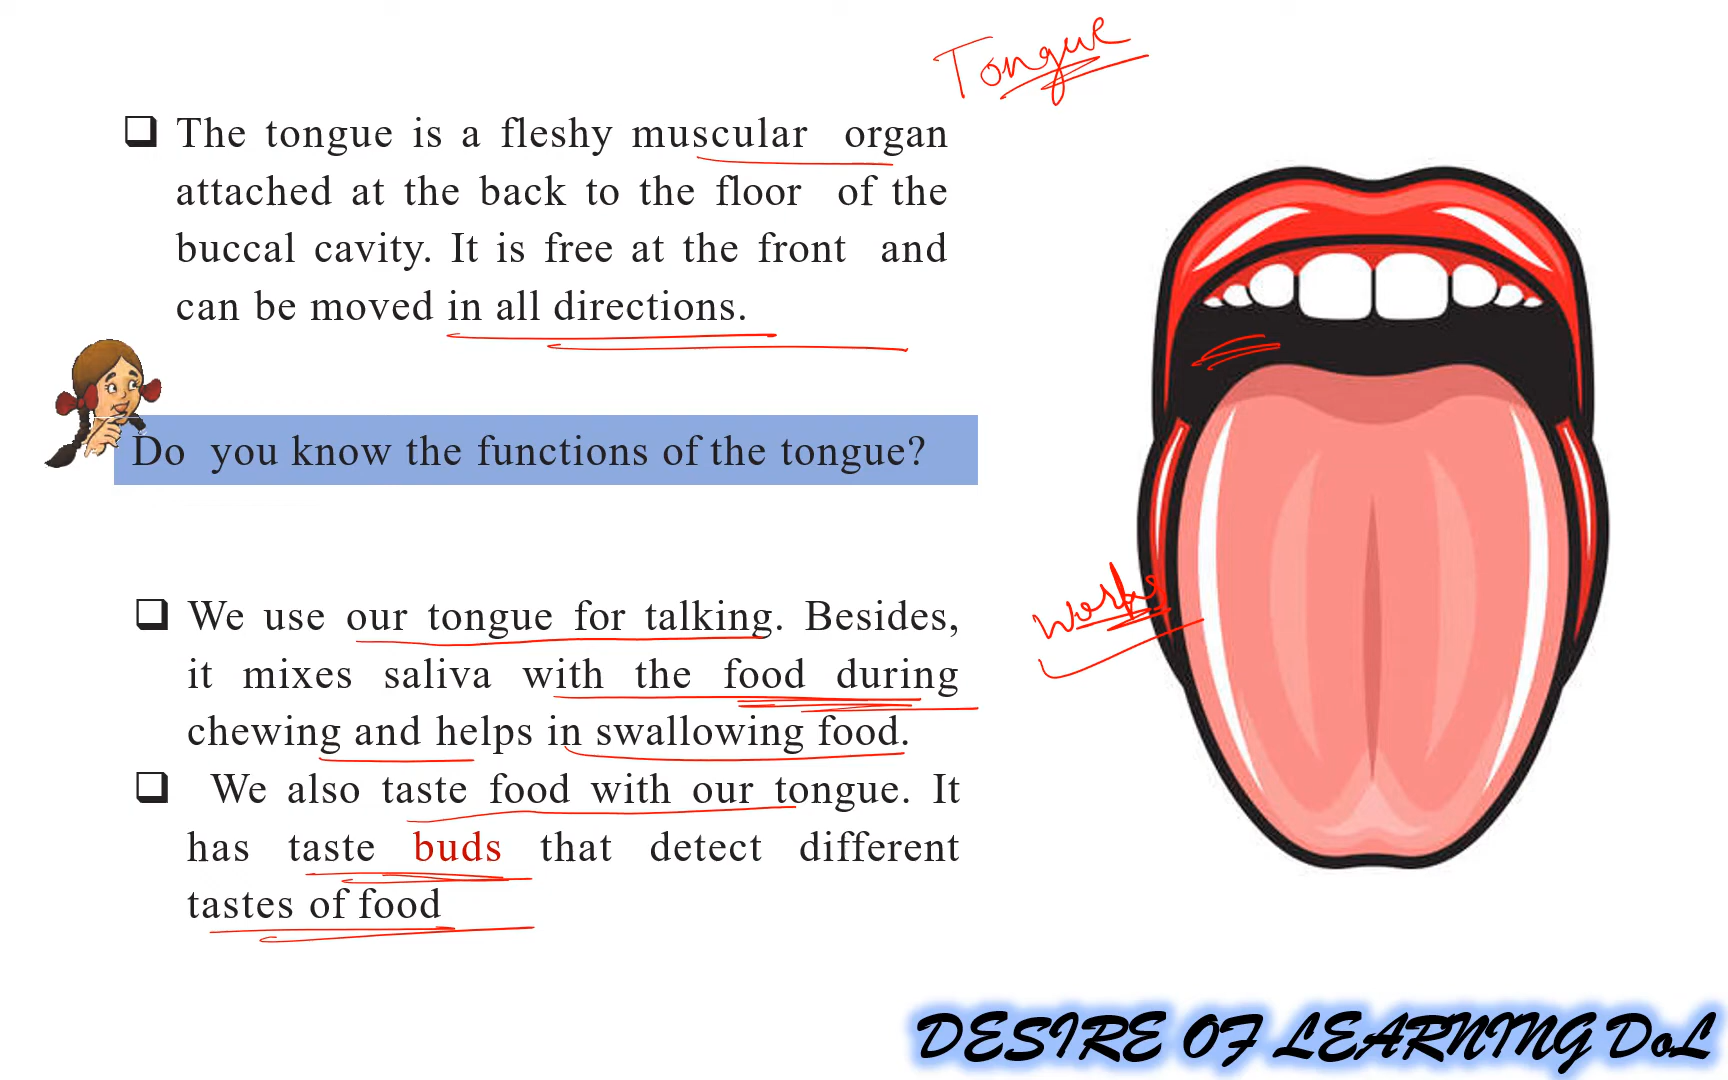 Tongue
❑ The tongue is a fleshy muscular organ
attached at the back to the floor of the
buccal cavity. It is free at the front and
can be moved in all directions.
Do you know the functions of the tongue?
❑ We use our tongue for talking. Besides,
it mixes saliva with the food during
chewing and helps in swallowing food.
❑ We also taste food with our tongue. It
has taste buds that detect different
tastes of food
DESIRE OF LEARNING DoL